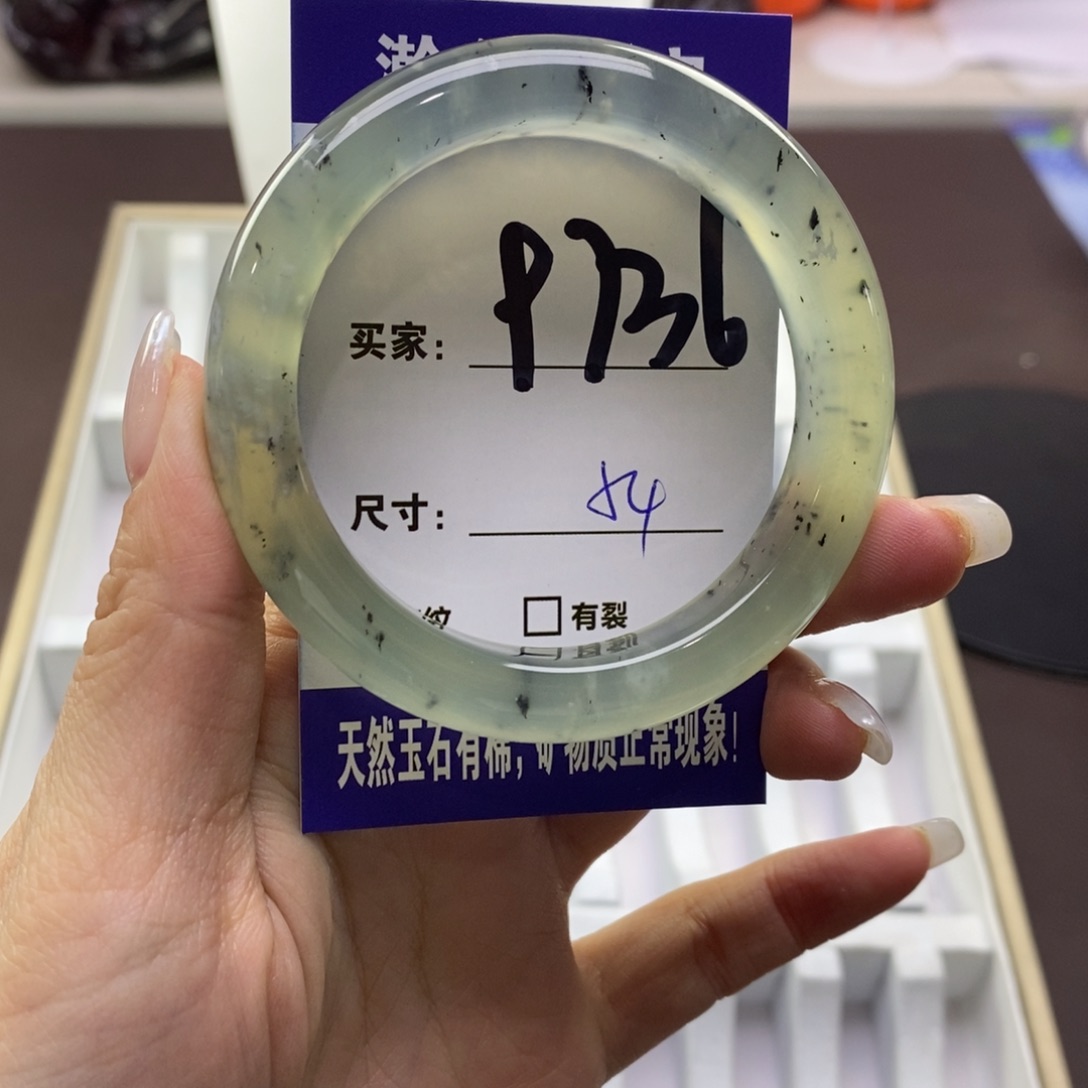 买家: P736
尺寸: 54
纹 □ 有裂
天然玉石有棉, 矿物质正常现象!